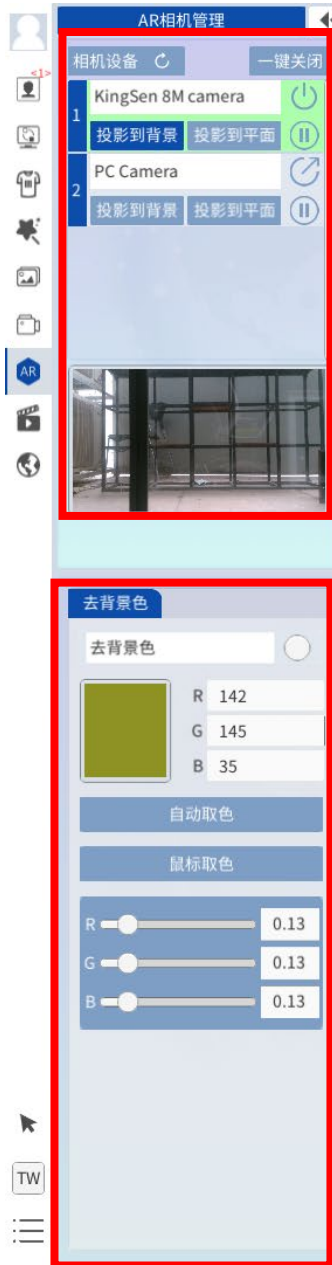 AR相机管理
<1>
相机设备 一键关闭
1
KingSen 8M camera
投影到背景 投影到平面
2
PC Camera
投影到背景 投影到平面
AR
去背景色
去背景色
R 142
G 145
B 35
自动取色
鼠标取色
R 0.13
G 0.13
B 0.13
TW